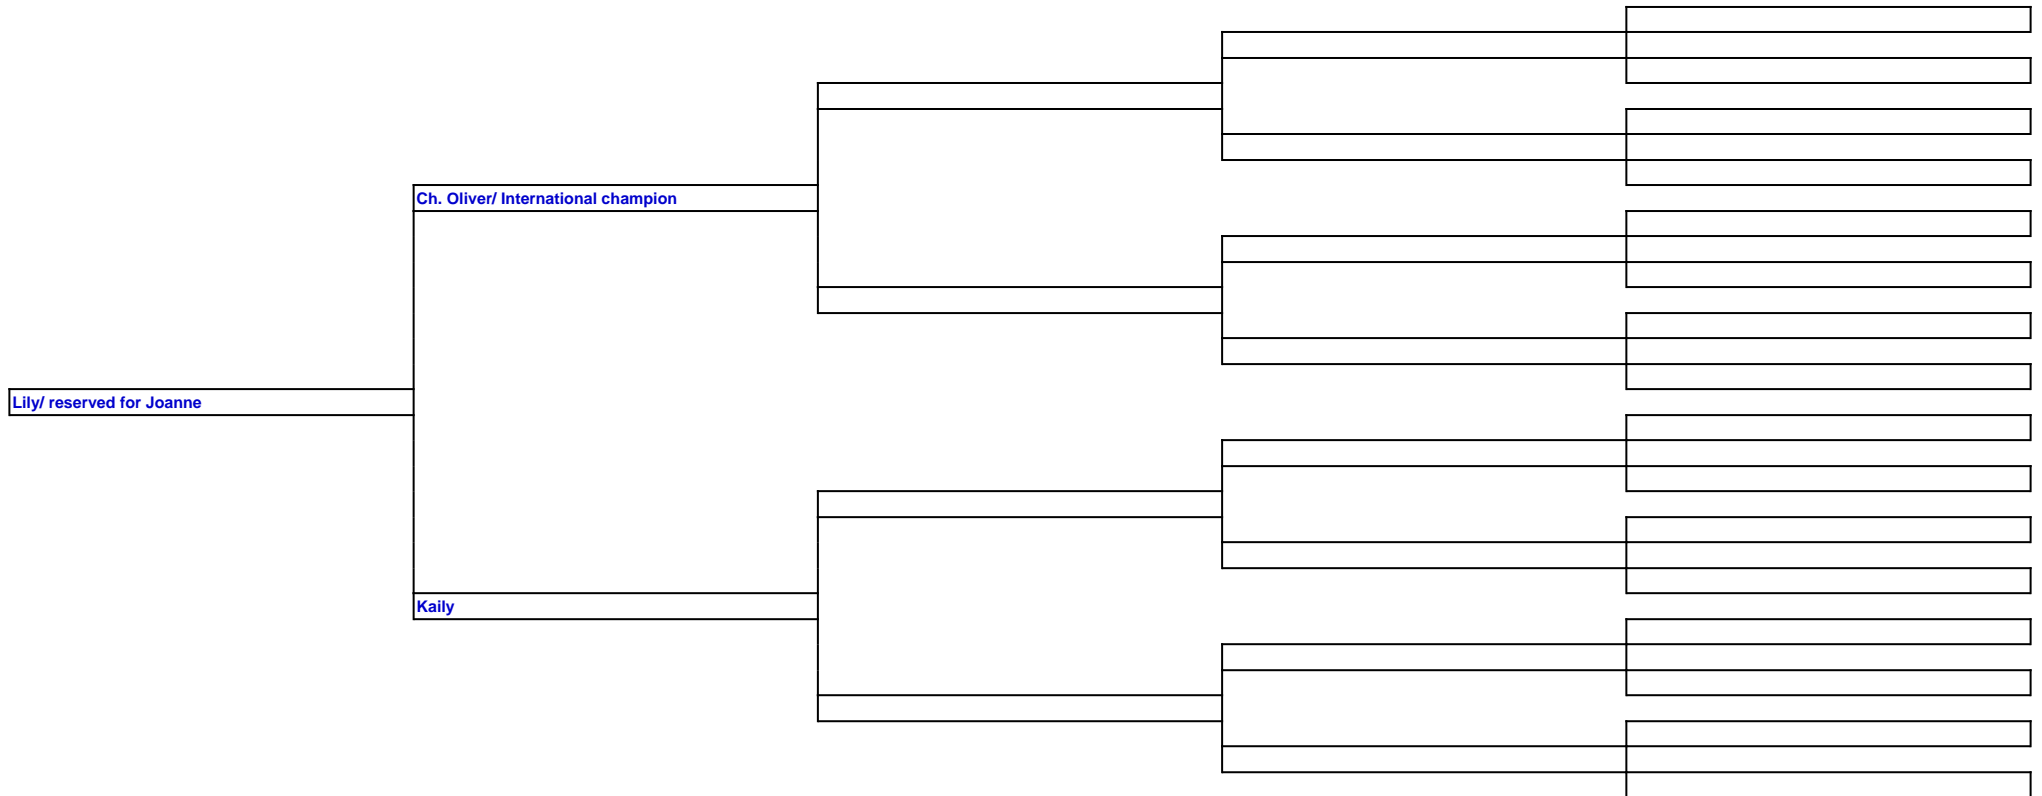 Ch. Oliver/ International champion
Lily/ reserved for Joanne
Kaily